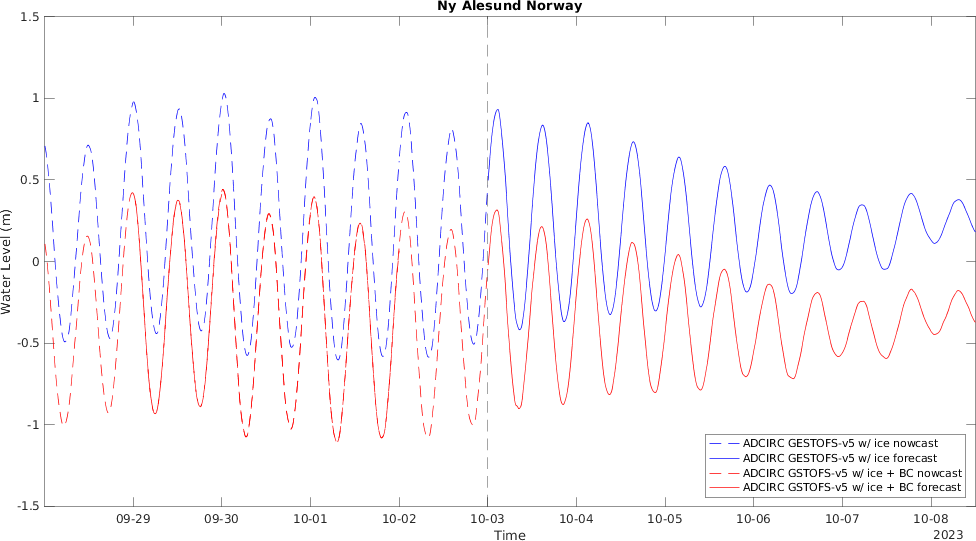 Ny Alesund Norway
1.5
1
0.5
0
-0.5
-1
-1.5
Water Level (m)
09-29 09-30 10-01 10-02 10-03 10-04 10-05 10-06 10-07 10-08
Time
2023
ADCIRC GESTOFS-v5 w/ ice nowcast
ADCIRC GESTOFS-v5 w/ ice forecast
ADCIRC GSTOFS-v5 w/ ice + BC nowcast
ADCIRC GSTOFS-v5 w/ ice + BC forecast